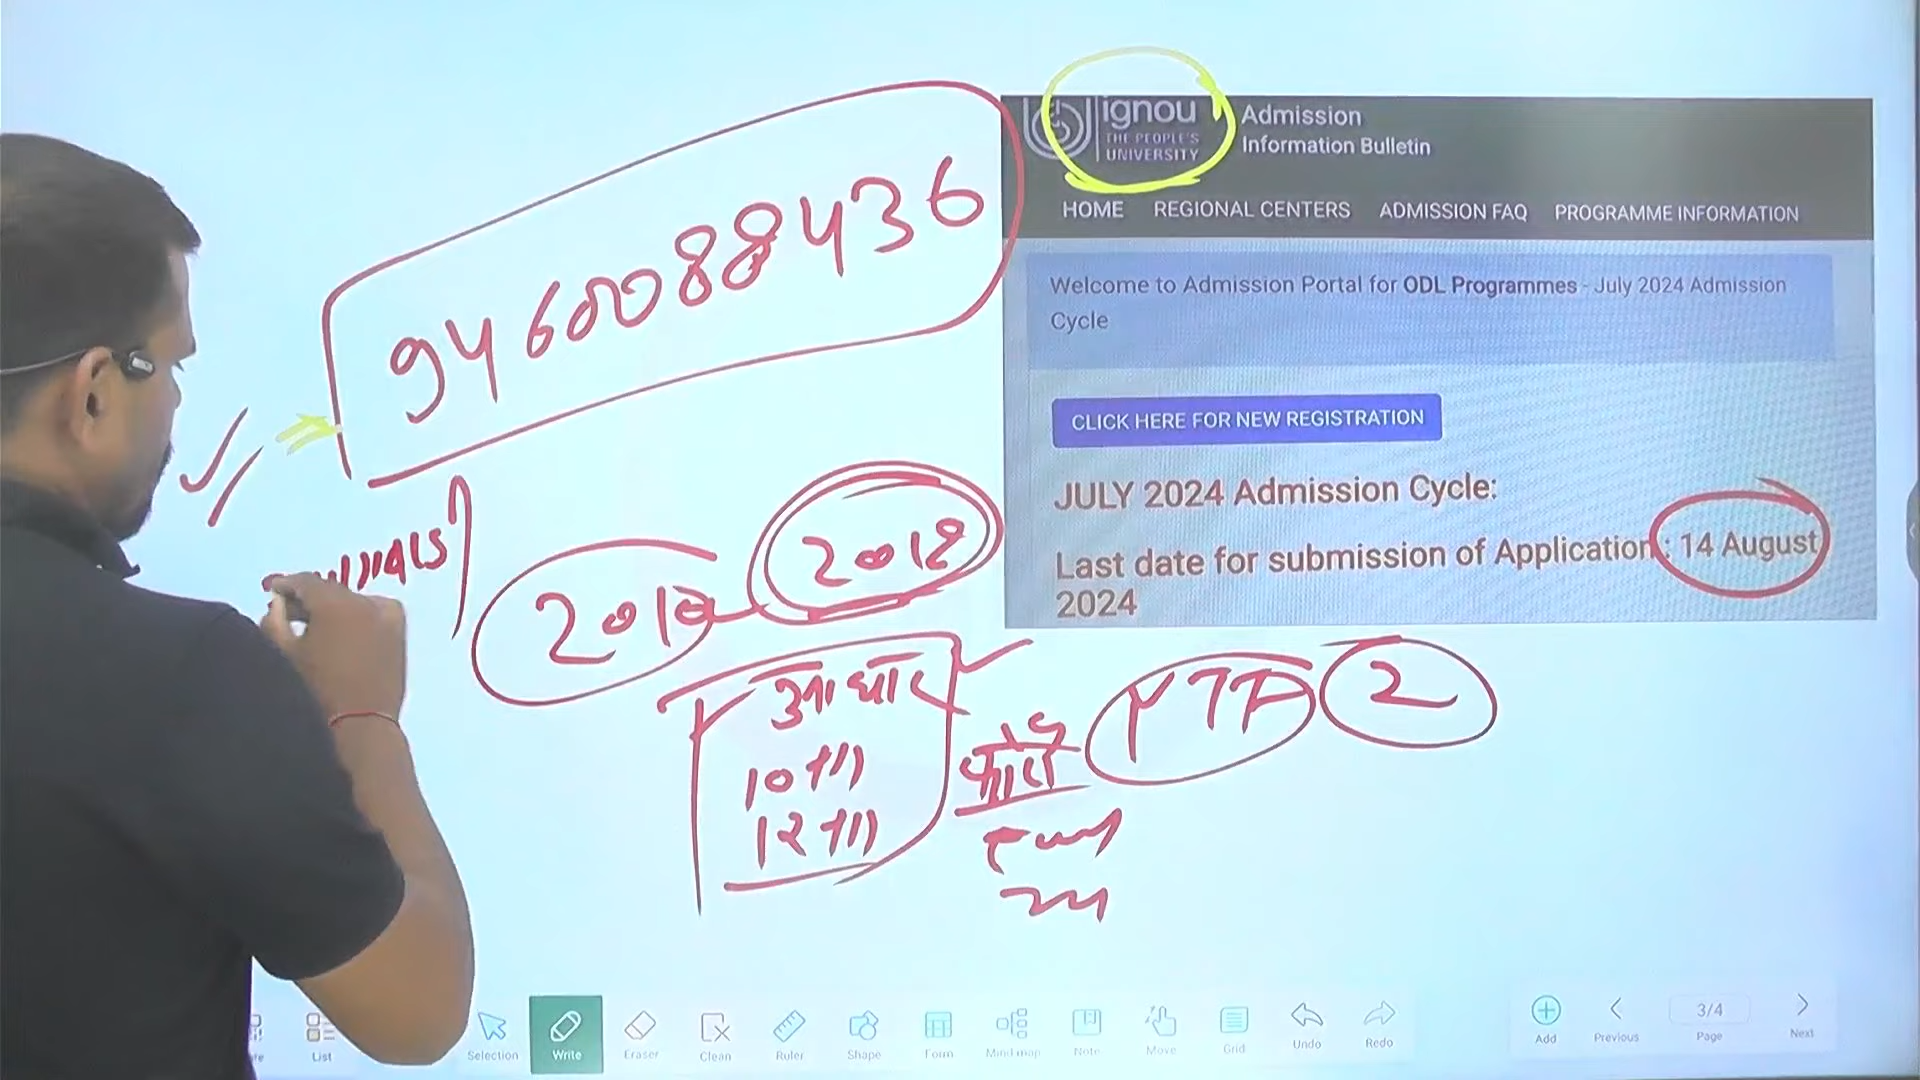 9460088436
2018
आधार
10th
12th
2
ignou
THE PEOPLE'S
UNIVERSITY
Admission
Information Bulletin
HOME REGIONAL CENTERS ADMISSION FAQ PROGRAMME INFORMATION
Welcome to Admission Portal for ODL Programmes - July 2024 Admission
Cycle
CLICK HERE FOR NEW REGISTRATION
JULY 2024 Admission Cycle:
Last date for submission of Application : 14 August
2024
List Selection Write Eraser Clean Ruler Shape Form Mind map Note Move Grid Undo Redo Add Previous 3/4 Page Next